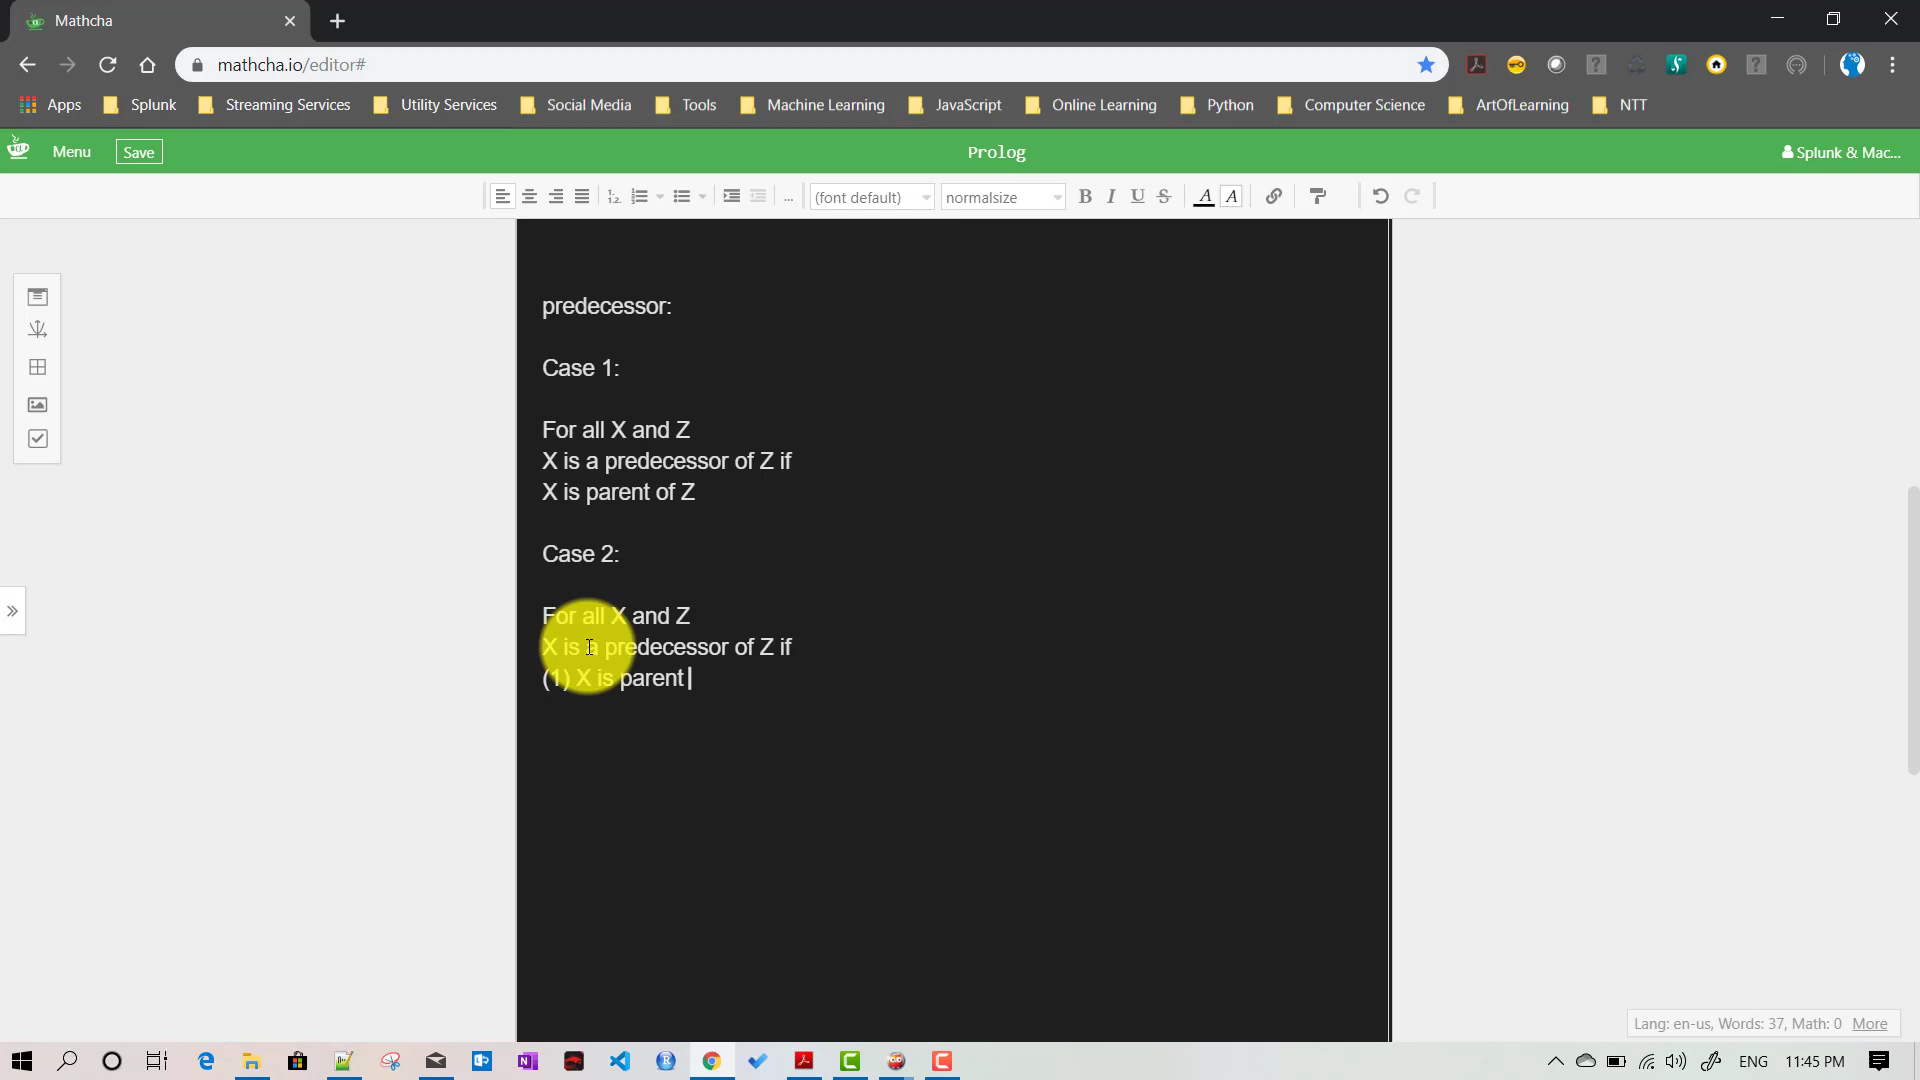 Mathcha
mathcha.io/editor#
Apps Splunk Streaming Services Utility Services Social Media Tools Machine Learning JavaScript Online Learning Python Computer Science ArtOfLearning NTT
Menu Save Prolog Splunk & Mac...
... (font default) normalsize B I U S A A
predecessor:
Case 1:
For all X and Z
X is a predecessor of Z if
X is parent of Z
Case 2:
For all X and Z
X is a predecessor of Z if
(1) X is parent
Lang: en-us, Words: 37, Math: 0 More
ENG 11:45 PM